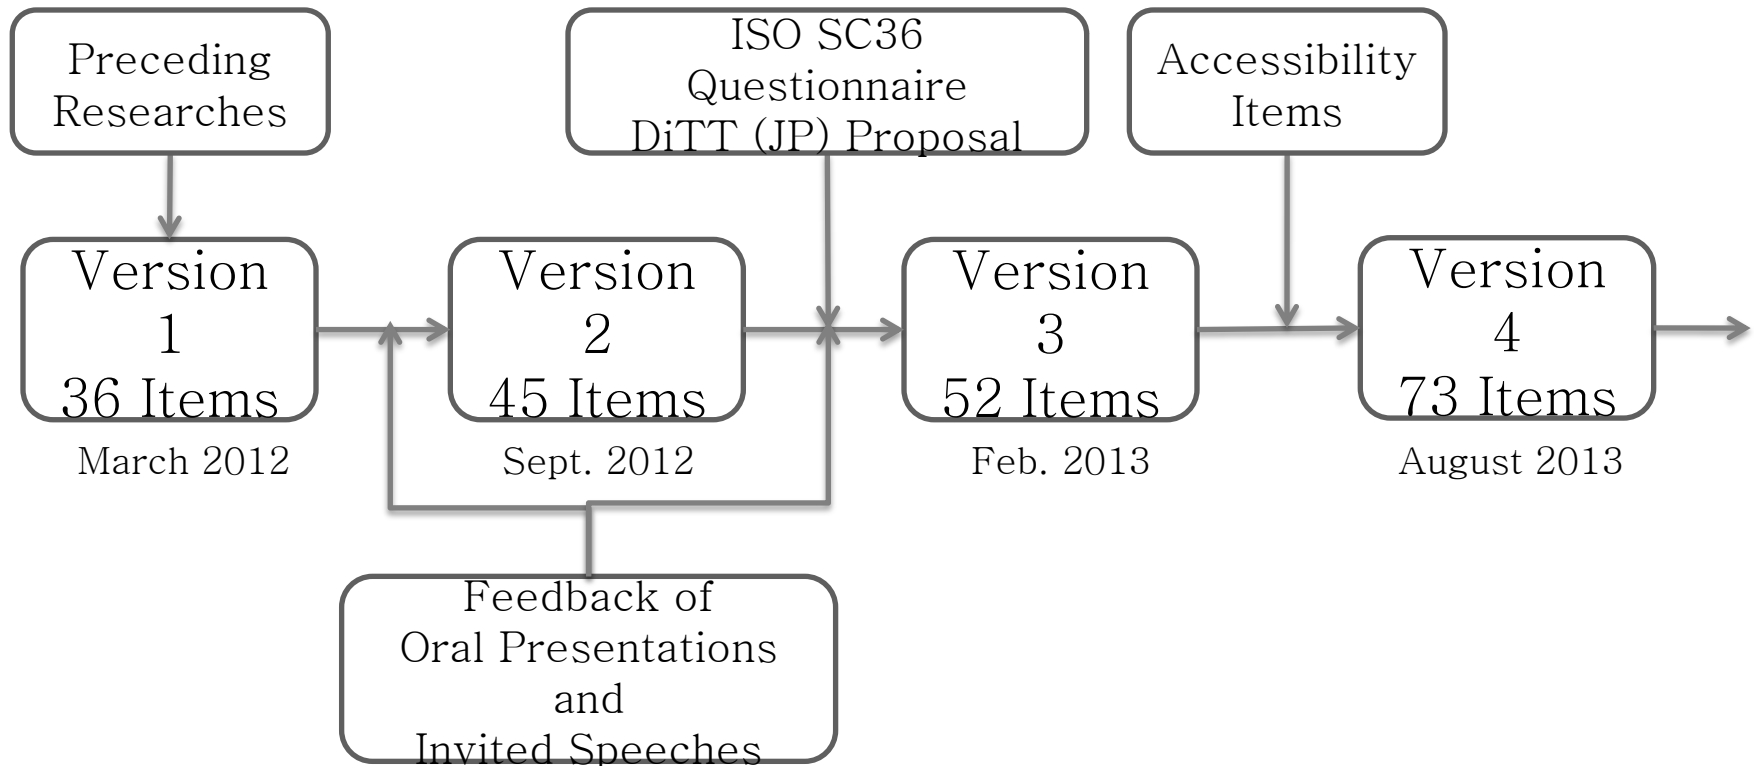 Preceding
Researches
ISO SC36
Questionnaire
DiTT (JP) Proposal
Accessibility
Items
Version
1
36 Items
Version
2
45 Items
Version
3
52 Items
Version
4
73 Items
March 2012
Sept. 2012
Feb. 2013
August 2013
Feedback of
Oral Presentations
and
Invited Speeches